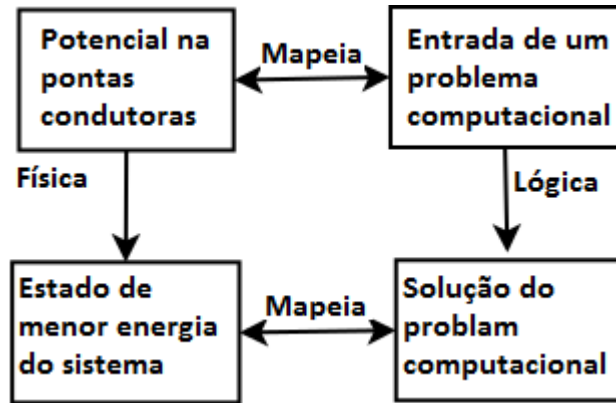 Potencial na
pontas
condutoras
Mapeia
Entrada de um
problema
computacional
Física
Lógica
Estado de
menor energia
do sistema
Mapeia
Solução do
problam
computacional